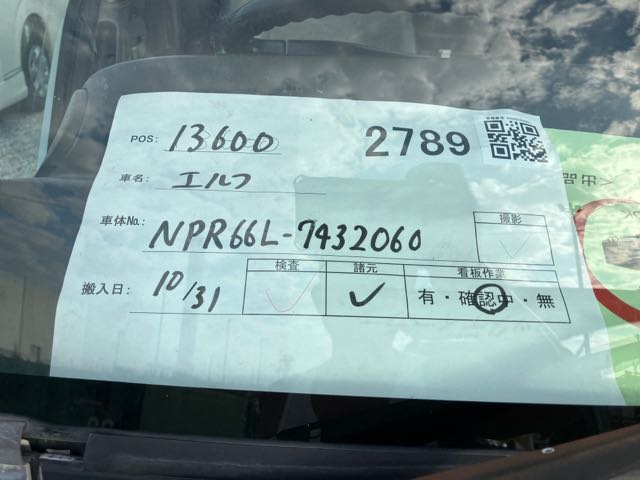 POS: 13600
2789
車名: エルフ
車体No.: NPR66L-7432060
撮影
✓
搬入日: 10/31
検査 諸元 看板作業
✓ ✓ 有・確認中・無